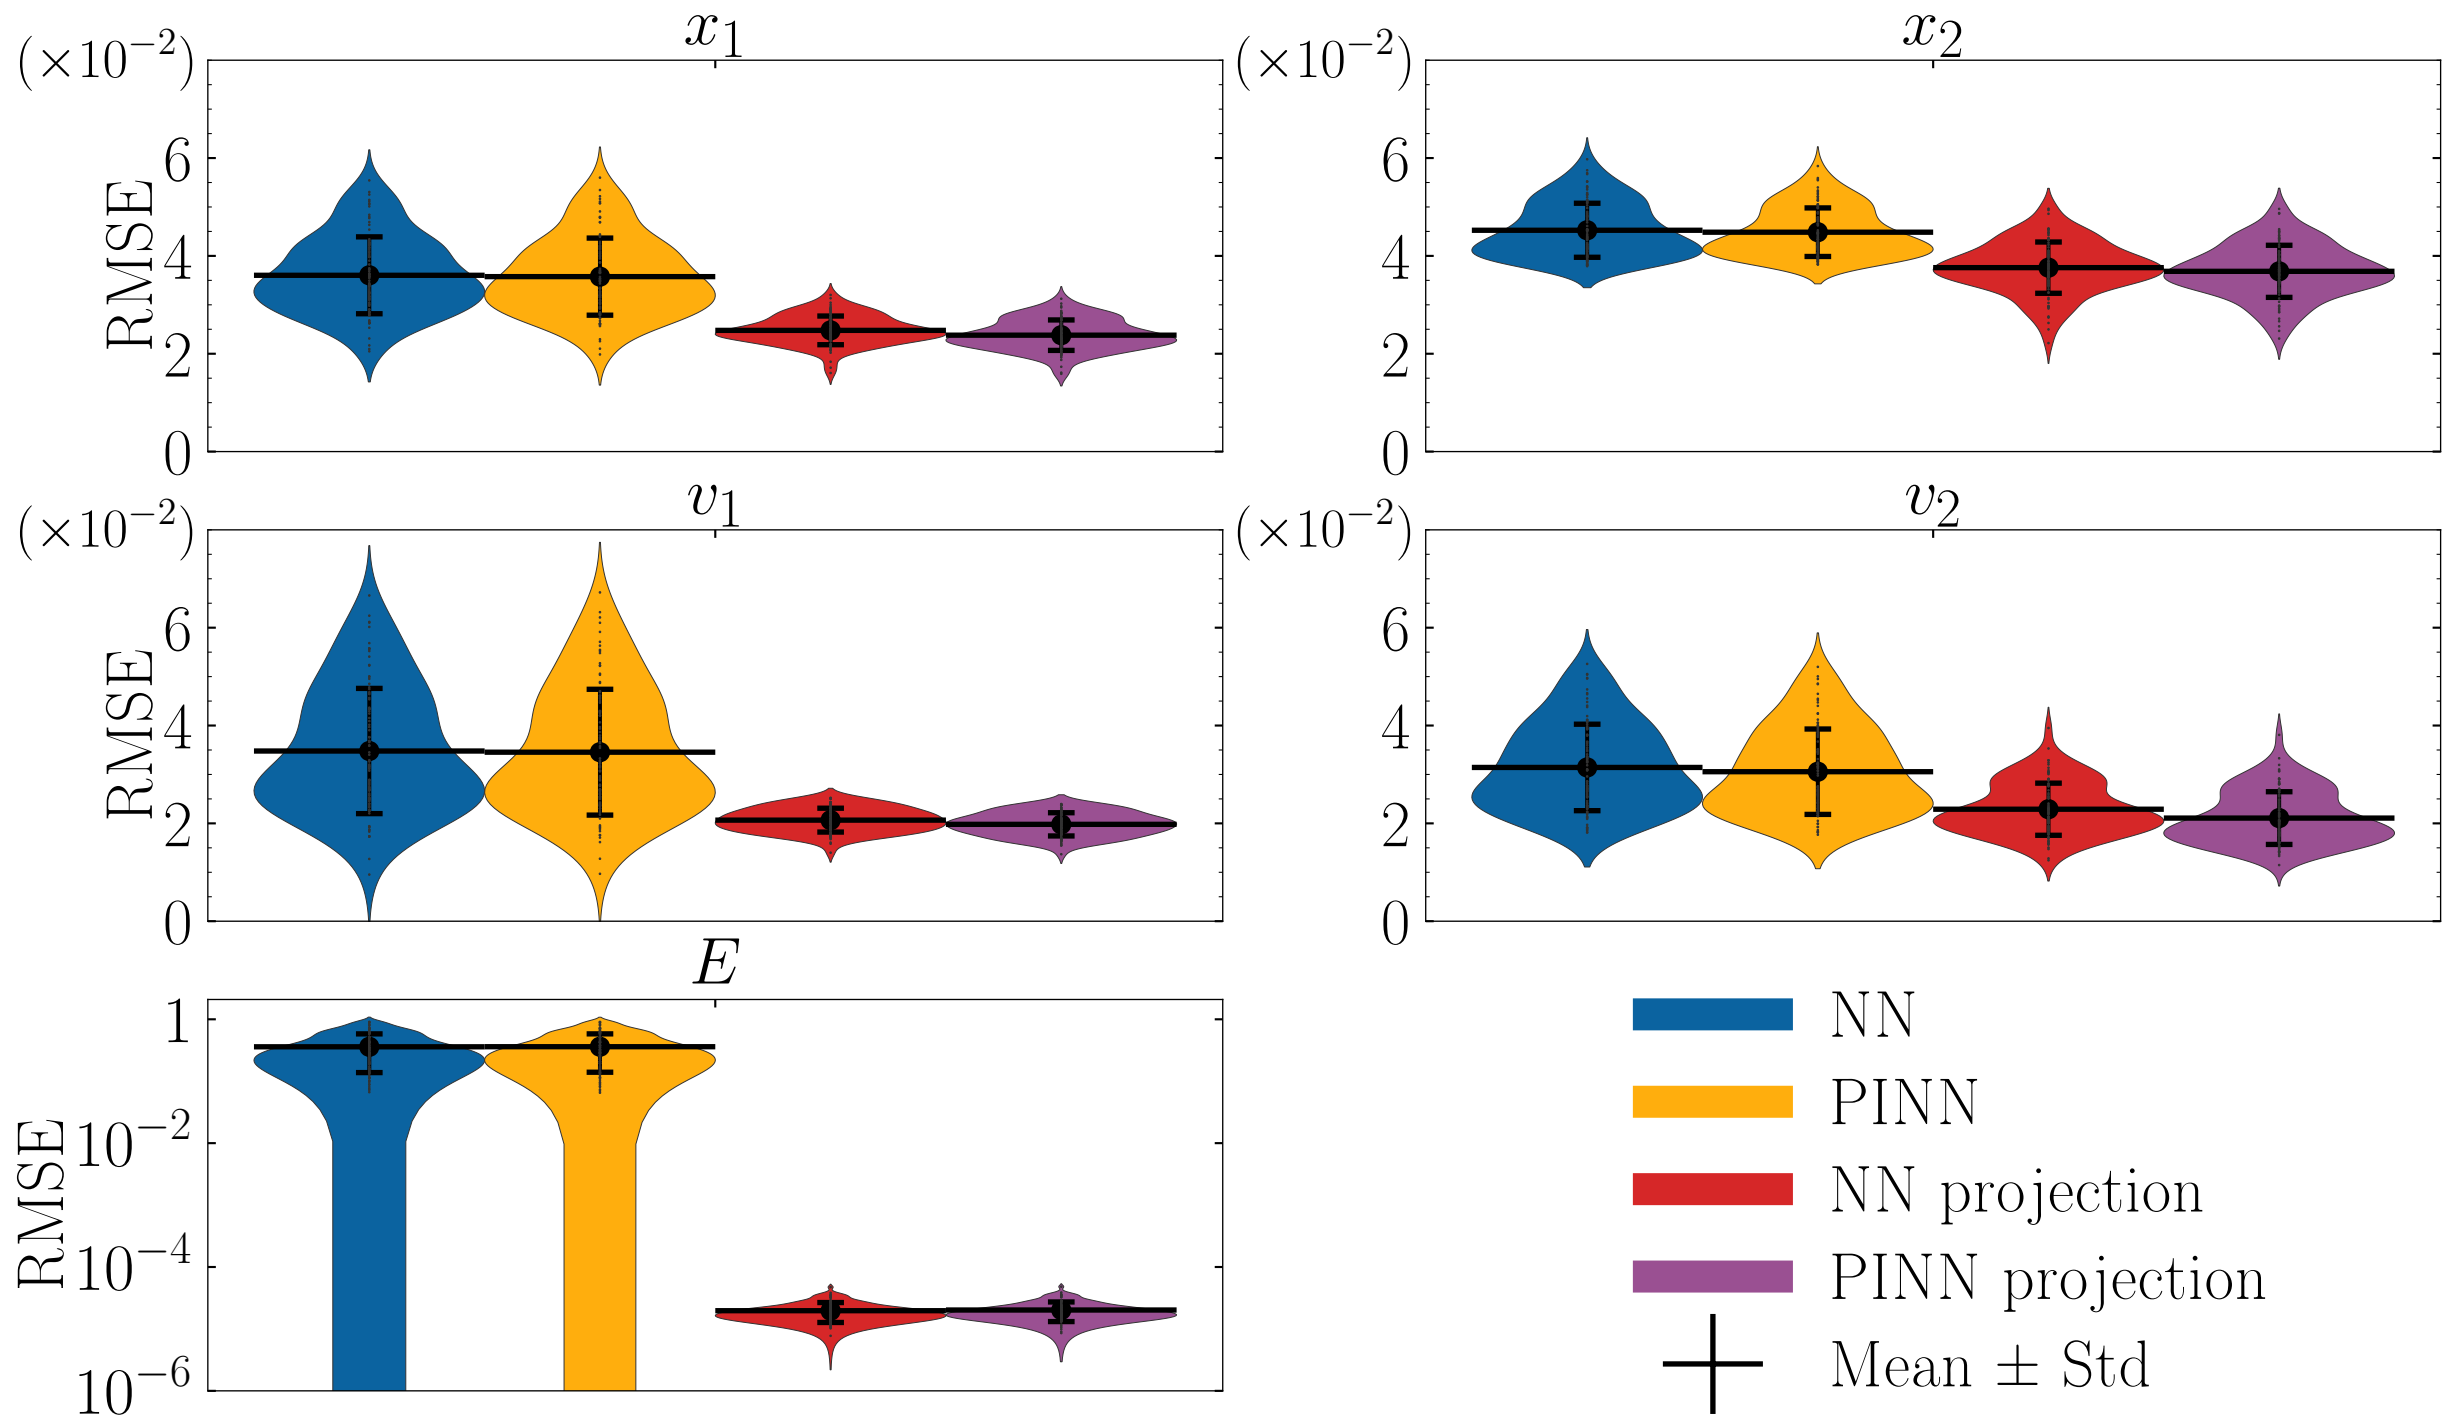 x₁
(×10⁻²)
RMSE
6
4
2
0
x₂
(×10⁻²)
6
4
2
0
v₁
(×10⁻²)
RMSE
6
4
2
0
v₂
(×10⁻²)
6
4
2
0
E
RMSE
1
10⁻²
10⁻⁴
10⁻⁶
NN
PINN
NN projection
PINN projection
Mean ± Std